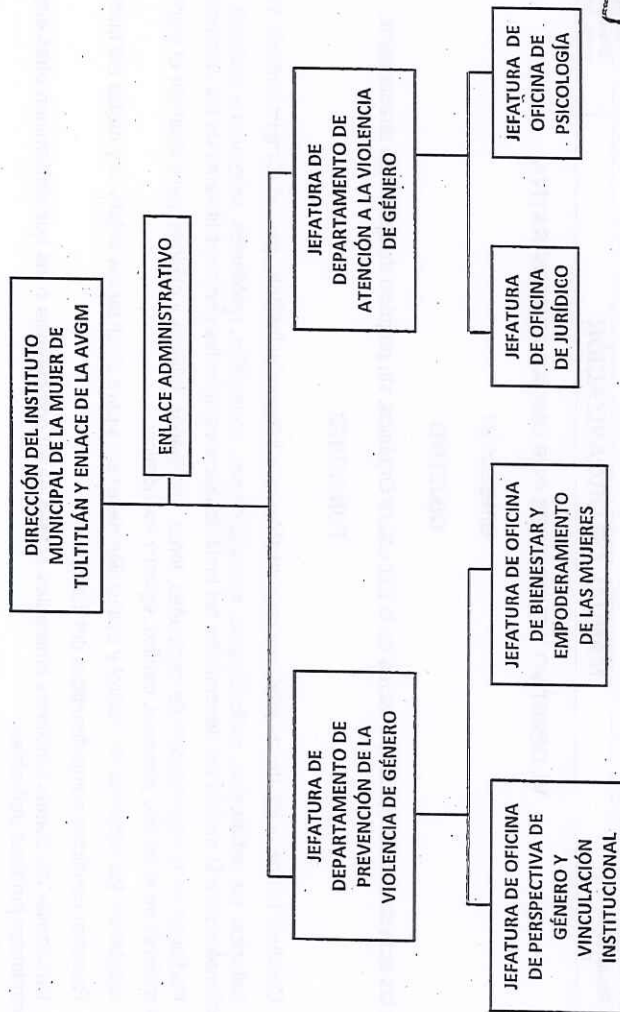 DIRECCIÓN DEL INSTITUTO
MUNICIPAL DE LA MUJER DE
TULTITLÁN Y ENLACE DE LA AVGM
ENLACE ADMINISTRATIVO
JEFATURA DE
DEPARTAMENTO DE
PREVENCIÓN DE LA
VIOLENCIA DE GÉNERO
JEFATURA DE
DEPARTAMENTO DE
ATENCIÓN A LA VIOLENCIA
DE GÉNERO
JEFATURA DE OFICINA
DE PERSPECTIVA DE
GÉNERO Y
VINCULACIÓN
INSTITUCIONAL
JEFATURA DE OFICINA
DE BIENESTAR Y
EMPODERAMIENTO
DE LAS MUJERES
JEFATURA
DE OFICINA
DE JURÍDICO
JEFATURA DE
OFICINA DE
PSICOLOGÍA